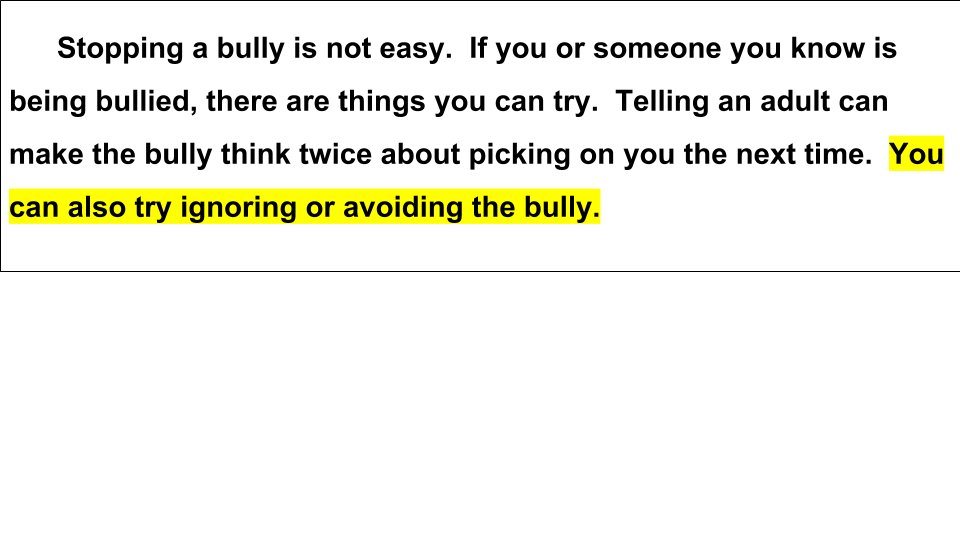 Stopping a bully is not easy.  If you or someone you know is
being bullied, there are things you can try.  Telling an adult can
make the bully think twice about picking on you the next time.  You
can also try ignoring or avoiding the bully.